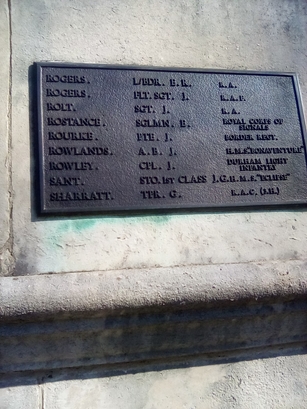 ROGERS. L/BDR. E.R. R.A.
ROGERS. FLT. SGT. J. R.A.F.
ROLT. SGT. J. R.A.
ROSTANCE. SGLMN. E. ROYAL CORPS OF SIGNALS
ROURKE. PTE. J. BORDER REGT.
ROWLANDS. A.B. J. H.M.S."BONAVENTURE"
ROWLEY. CPL. J. DURHAM LIGHT INFANTRY
SANT. STO. 1ST CLASS J.G. H.M.S."ECLIPSE"
SHARRATT. TPR. G. R.A.C.